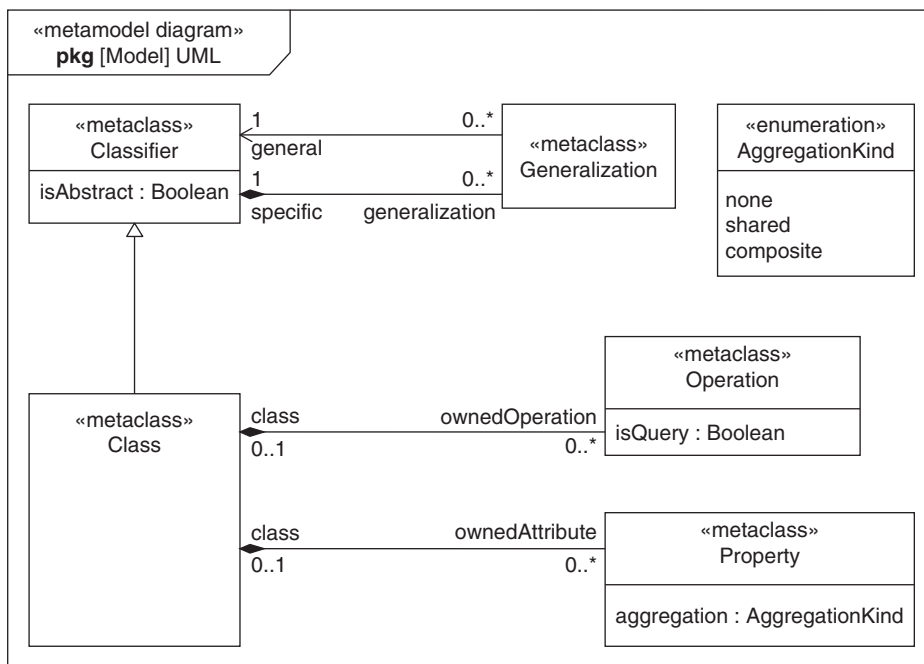 «metamodel diagram»
pkg [Model] UML
«metaclass»
Classifier
isAbstract : Boolean
1
general
0..*
1
specific
0..*
generalization
«metaclass»
Generalization
«enumeration»
AggregationKind
none
shared
composite
«metaclass»
Class
class
0..1
ownedOperation
0..*
«metaclass»
Operation
isQuery : Boolean
class
0..1
ownedAttribute
0..*
«metaclass»
Property
aggregation : AggregationKind